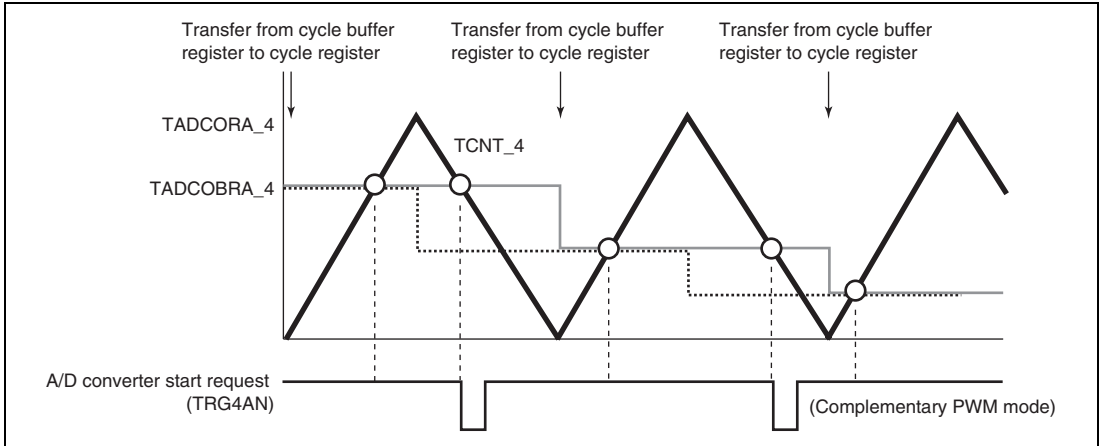 Transfer from cycle buffer
register to cycle register
Transfer from cycle buffer
register to cycle register
Transfer from cycle buffer
register to cycle register
TADCORA_4
TCNT_4
TADCOBRA_4
A/D converter start request
(TRG4AN)
(Complementary PWM mode)